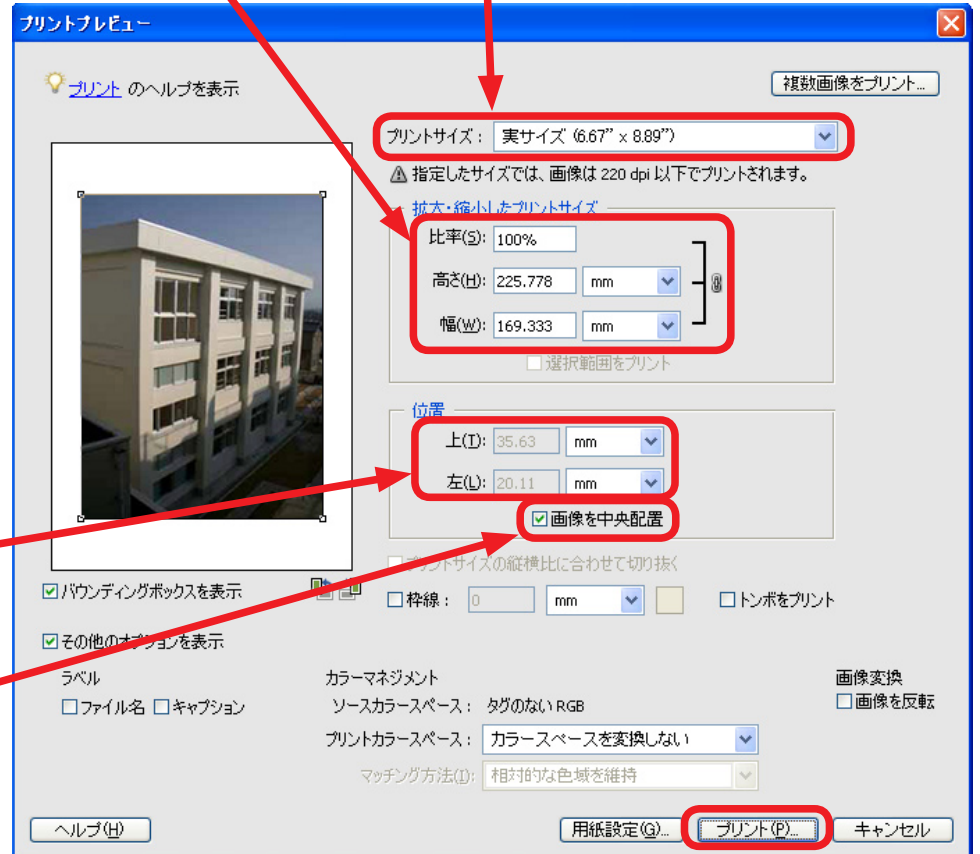 プリントプレビュー
プリント のヘルプを表示
複数画像をプリント...
プリントサイズ： 実サイズ (6.67” x 8.89”)
指定したサイズでは、画像は 220 dpi 以下でプリントされます。
拡大・縮小したプリントサイズ
比率(S): 100%
高さ(H): 225.778 mm
幅(W): 169.333 mm
選択範囲をプリント
位置
上(T): 35.63 mm
左(L): 20.11 mm
画像を中央配置
プリントサイズの縦横比に合わせて切り抜く
バウンディングボックスを表示
枠線： 0 mm トンボをプリント
その他のオプションを表示
ラベル カラーマネジメント 画像変換
ファイル名 キャプション ソースカラースペース： タグのない RGB 画像を反転
プリントカラースペース： カラースペースを変換しない
マッチング方法(I): 相対的な色域を維持
ヘルプ(H) 用紙設定(G)... プリント(P)... キャンセル